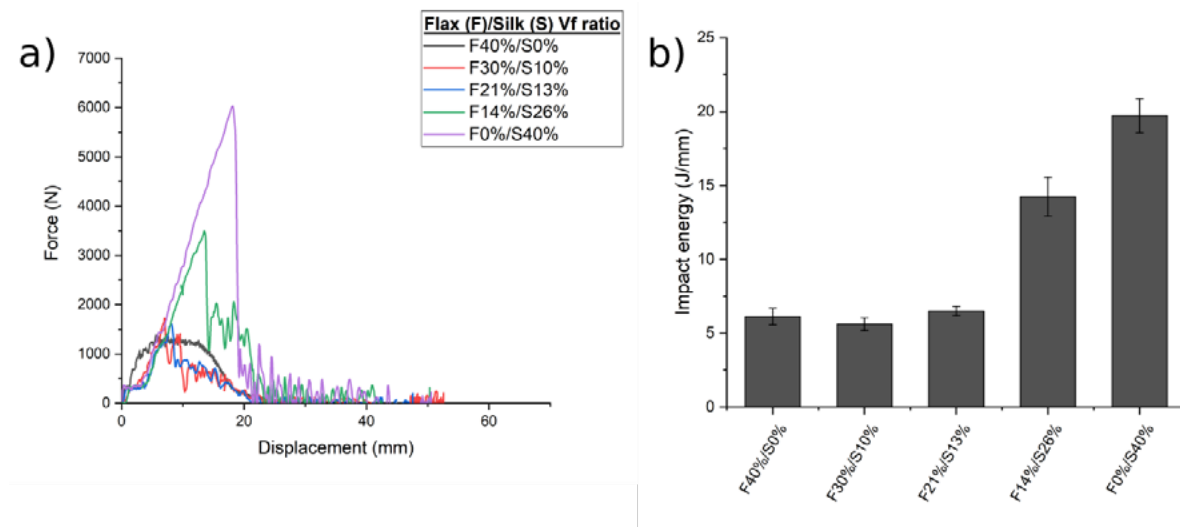 a)
Flax (F)/Silk (S) Vf ratio
F40%/S0%
F30%/S10%
F21%/S13%
F14%/S26%
F0%/S40%
7000
6000
5000
4000
3000
2000
1000
0
Force (N)
0 20 40 60
Displacement (mm)
b)
25
20
15
10
5
0
Impact energy (J/mm)
F40%/S0%
F30%/S10%
F21%/S13%
F14%/S26%
F0%/S40%